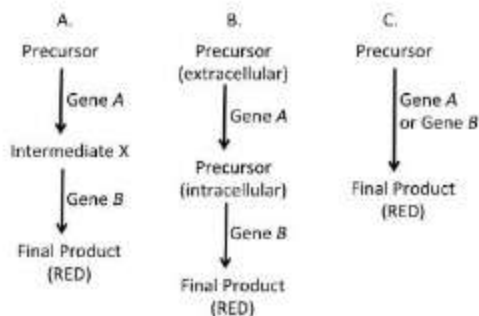 A.
Precursor
Gene A
Intermediate X
Gene B
Final Product
(RED)
B.
Precursor
(extracellular)
Gene A
Precursor
(intracellular)
Gene B
Final Product
(RED)
C.
Precursor
Gene A
or Gene B
Final Product
(RED)